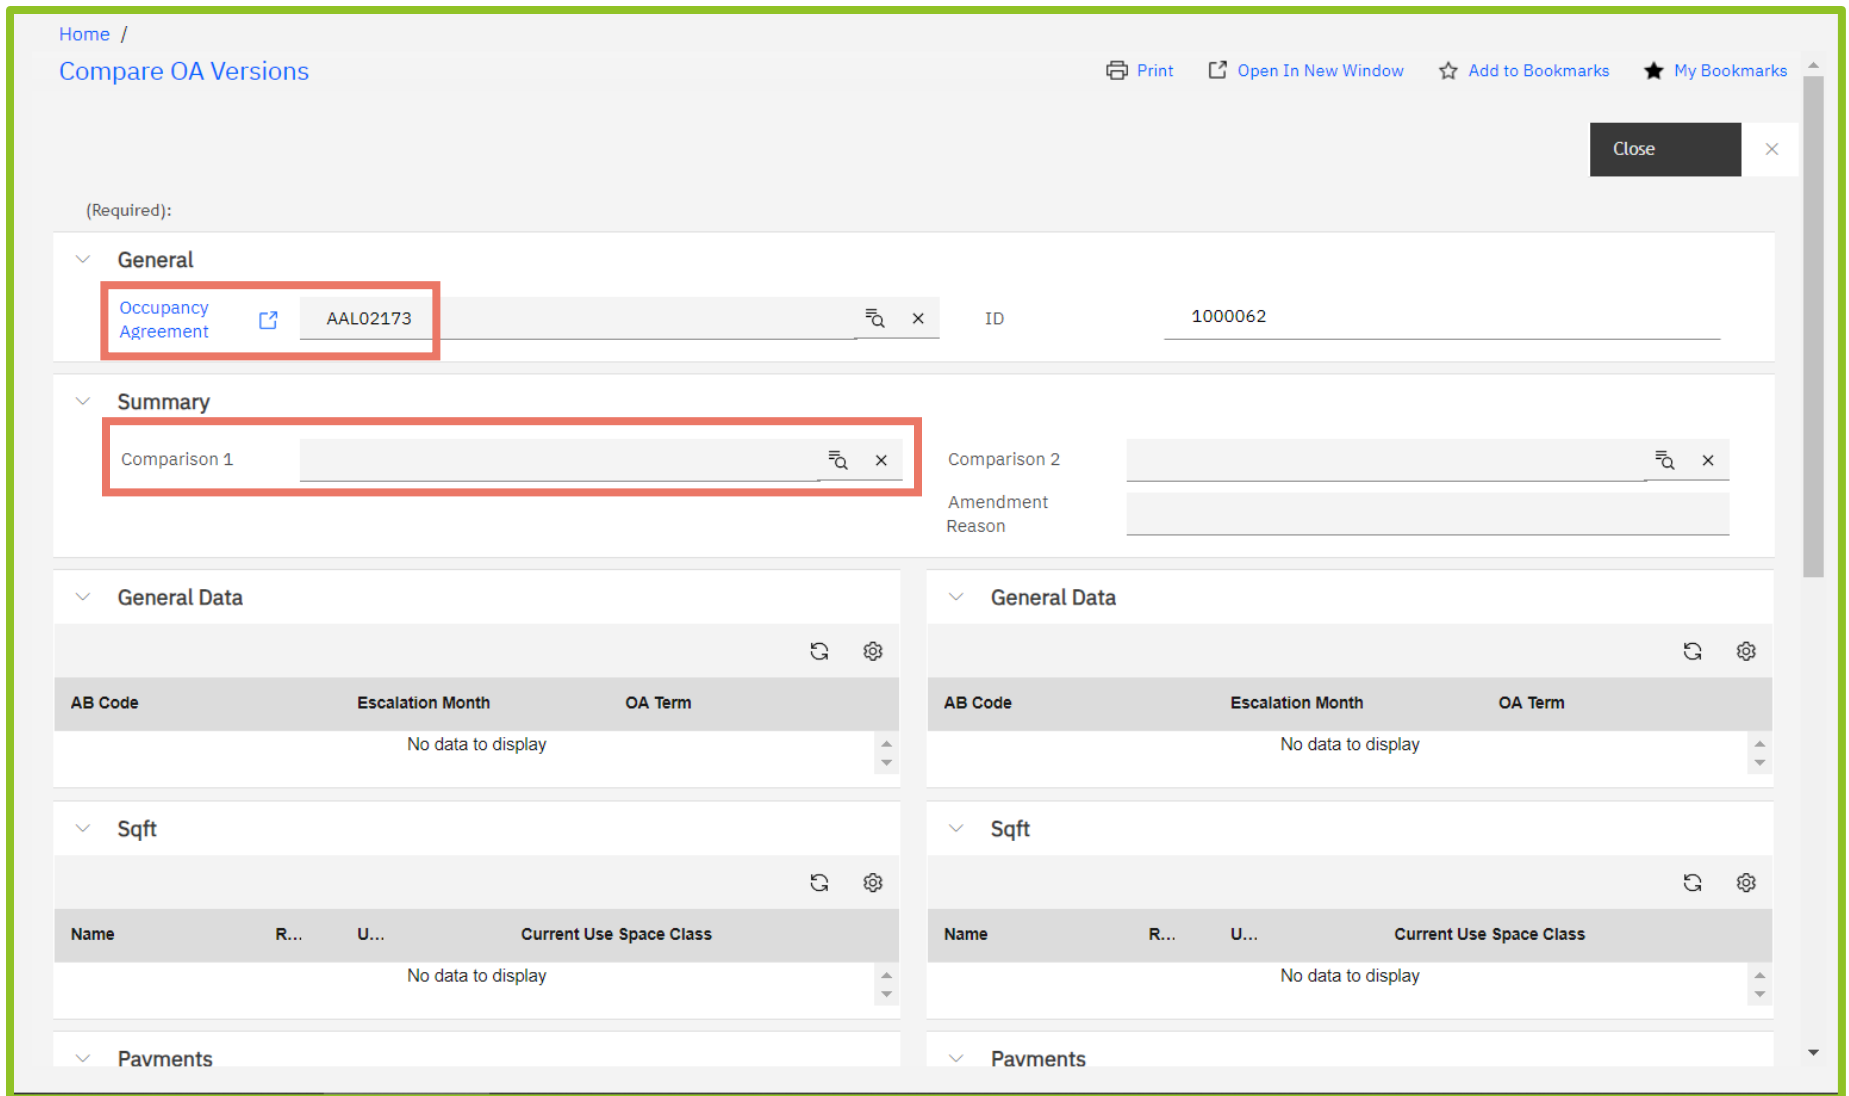 Home /
Compare OA Versions
Print Open In New Window Add to Bookmarks My Bookmarks
Close
(Required):
General
Occupancy Agreement AAL02173 ID 1000062
Summary
Comparison 1 Comparison 2
Amendment Reason
General Data General Data
AB Code Escalation Month OA Term AB Code Escalation Month OA Term
No data to display No data to display
Sqft Sqft
Name R... U... Current Use Space Class Name R... U... Current Use Space Class
No data to display No data to display
Payments Payments